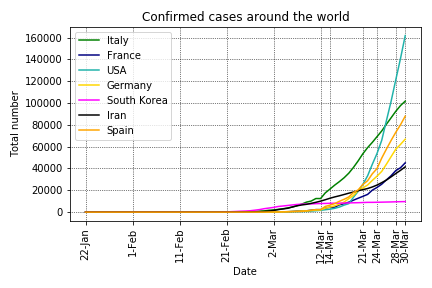 Confirmed cases around the world
Total number
160000
140000
120000
100000
80000
60000
40000
20000
0
Italy
France
USA
Germany
South Korea
Iran
Spain
22-Jan
1-Feb
11-Feb
21-Feb
2-Mar
12-Mar
14-Mar
21-Mar
24-Mar
28-Mar
30-Mar
Date